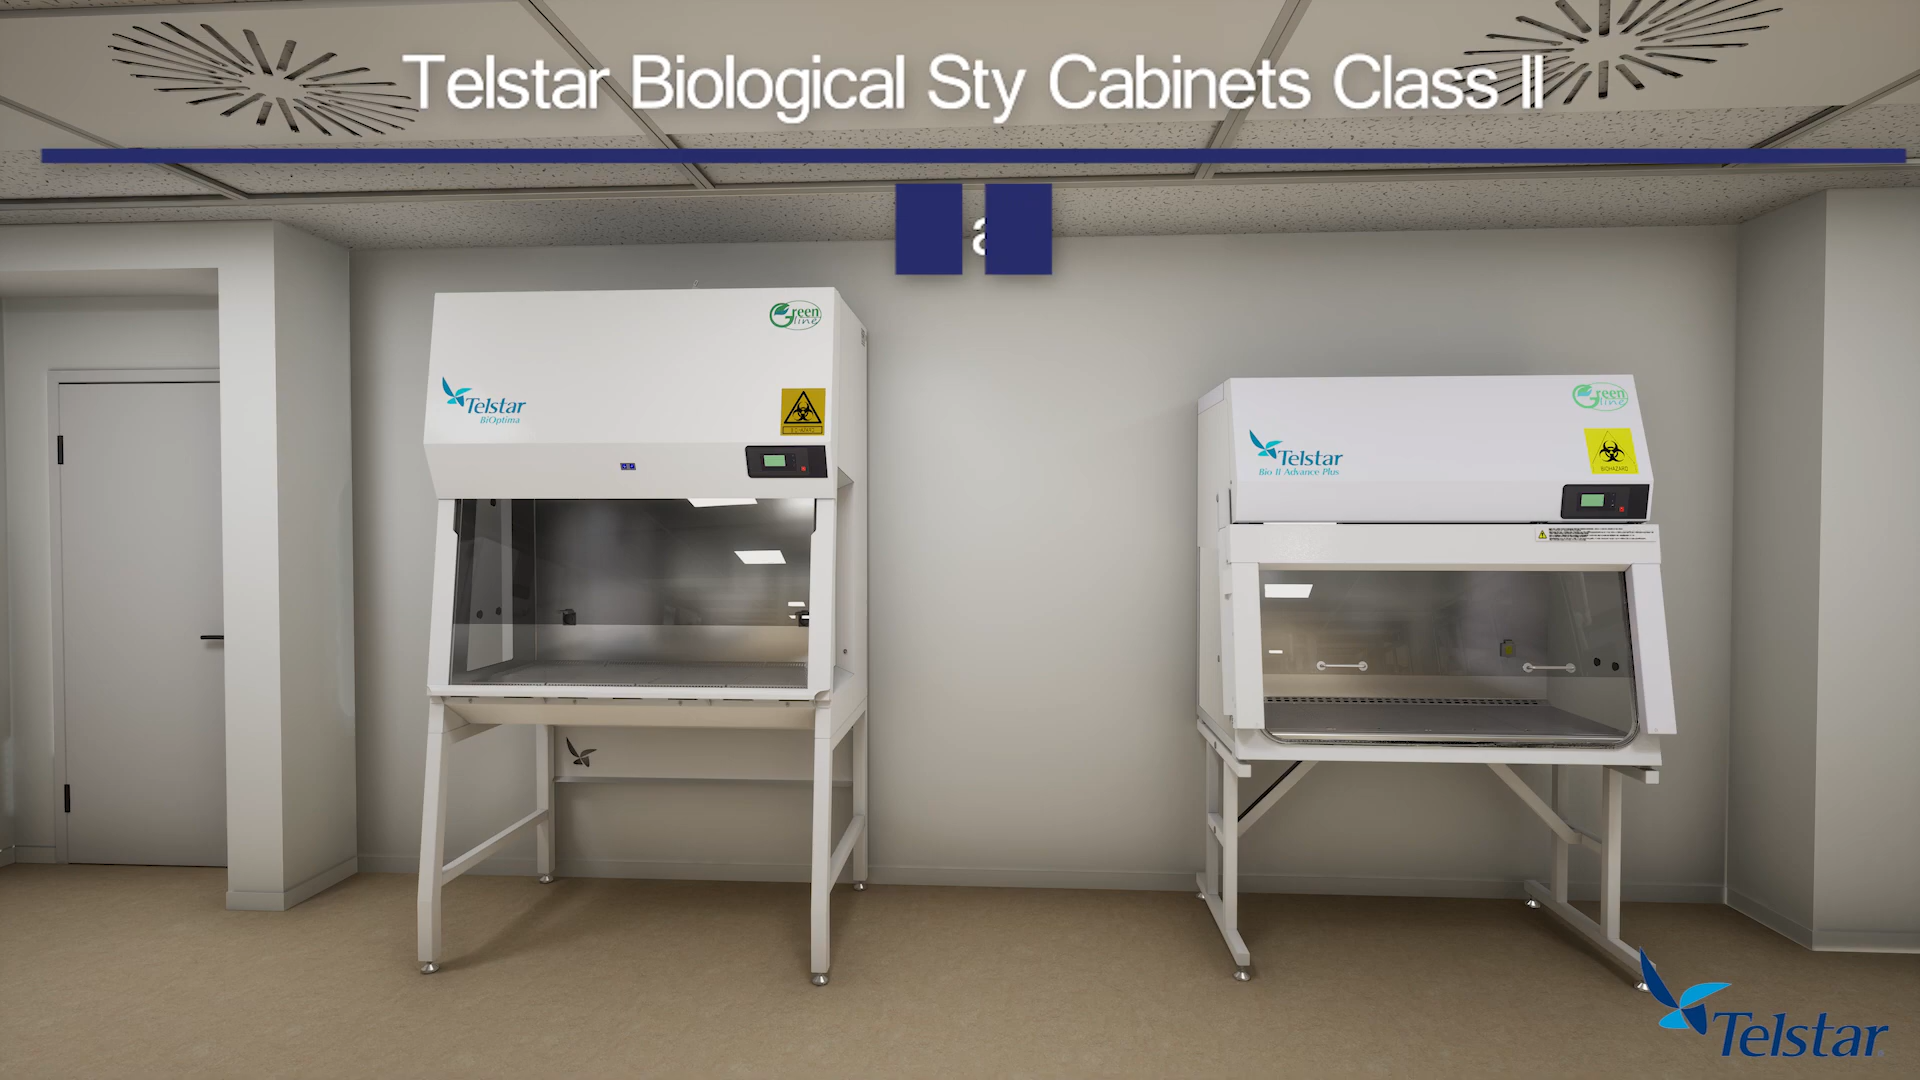 Telstar Biological Sty Cabinets Class II
a
Green
line
Telstar
BiOptima
Green
line
Telstar
Bio II Advance Plus
BIOHAZARD
Telstar